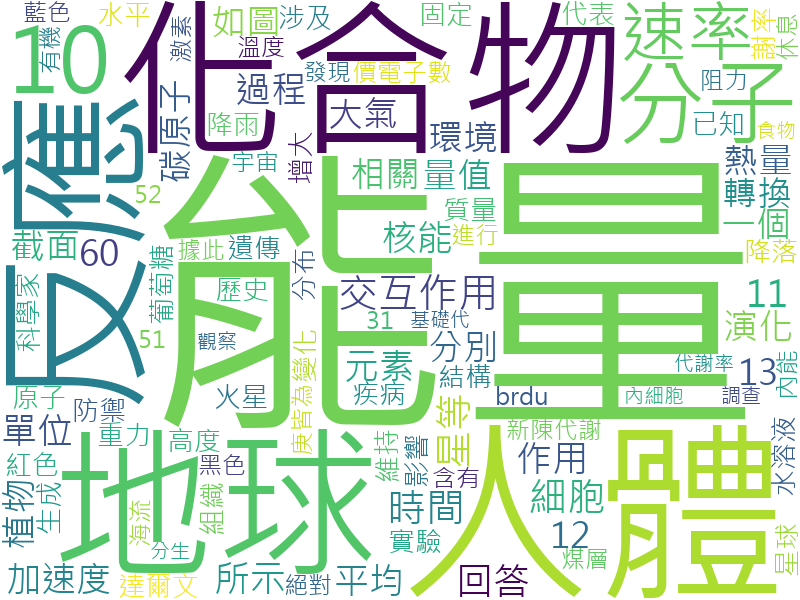 藍色
水平
有機
10
激素
如圖
涉及
溫度
發現
價電子數
固定
代表
速率
謝率
休息
化合物
過程
大氣
降雨
宇宙
增大
碳原子
環境
阻力
分子
已知
食物
熱量
反應
52
能量
相關
量值
質量
轉換
一個
截面
60
據此
遺傳
核能
進行
降落
科學家
葡萄糖
歷史
分布
交互作用
11
51
觀察
31
基礎代
分別
演化
原子
火星
庚皆為變化
元素
疾病
結構
代謝率
13
內能
防禦
brdu
內細胞
調查
單位
重力
高度
星等
新陳代謝
紅色
黑色
維持
影響
含有
作用
水溶液
植物
生成
地球
人體
海流
組織
時間
細胞
分生
實驗
12
煤層
星球
加速度
達爾文
所示
絕對
平均
回答